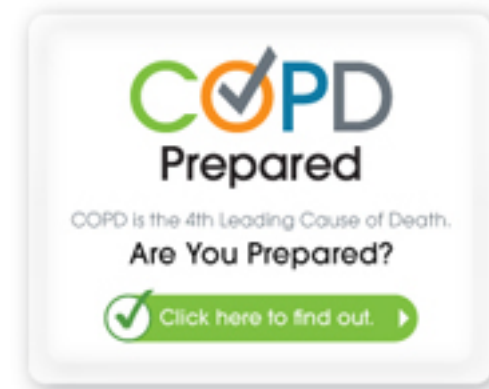 COPD
Prepared
COPD is the 4th Leading Cause of Death.
Are You Prepared?
Click here to find out.